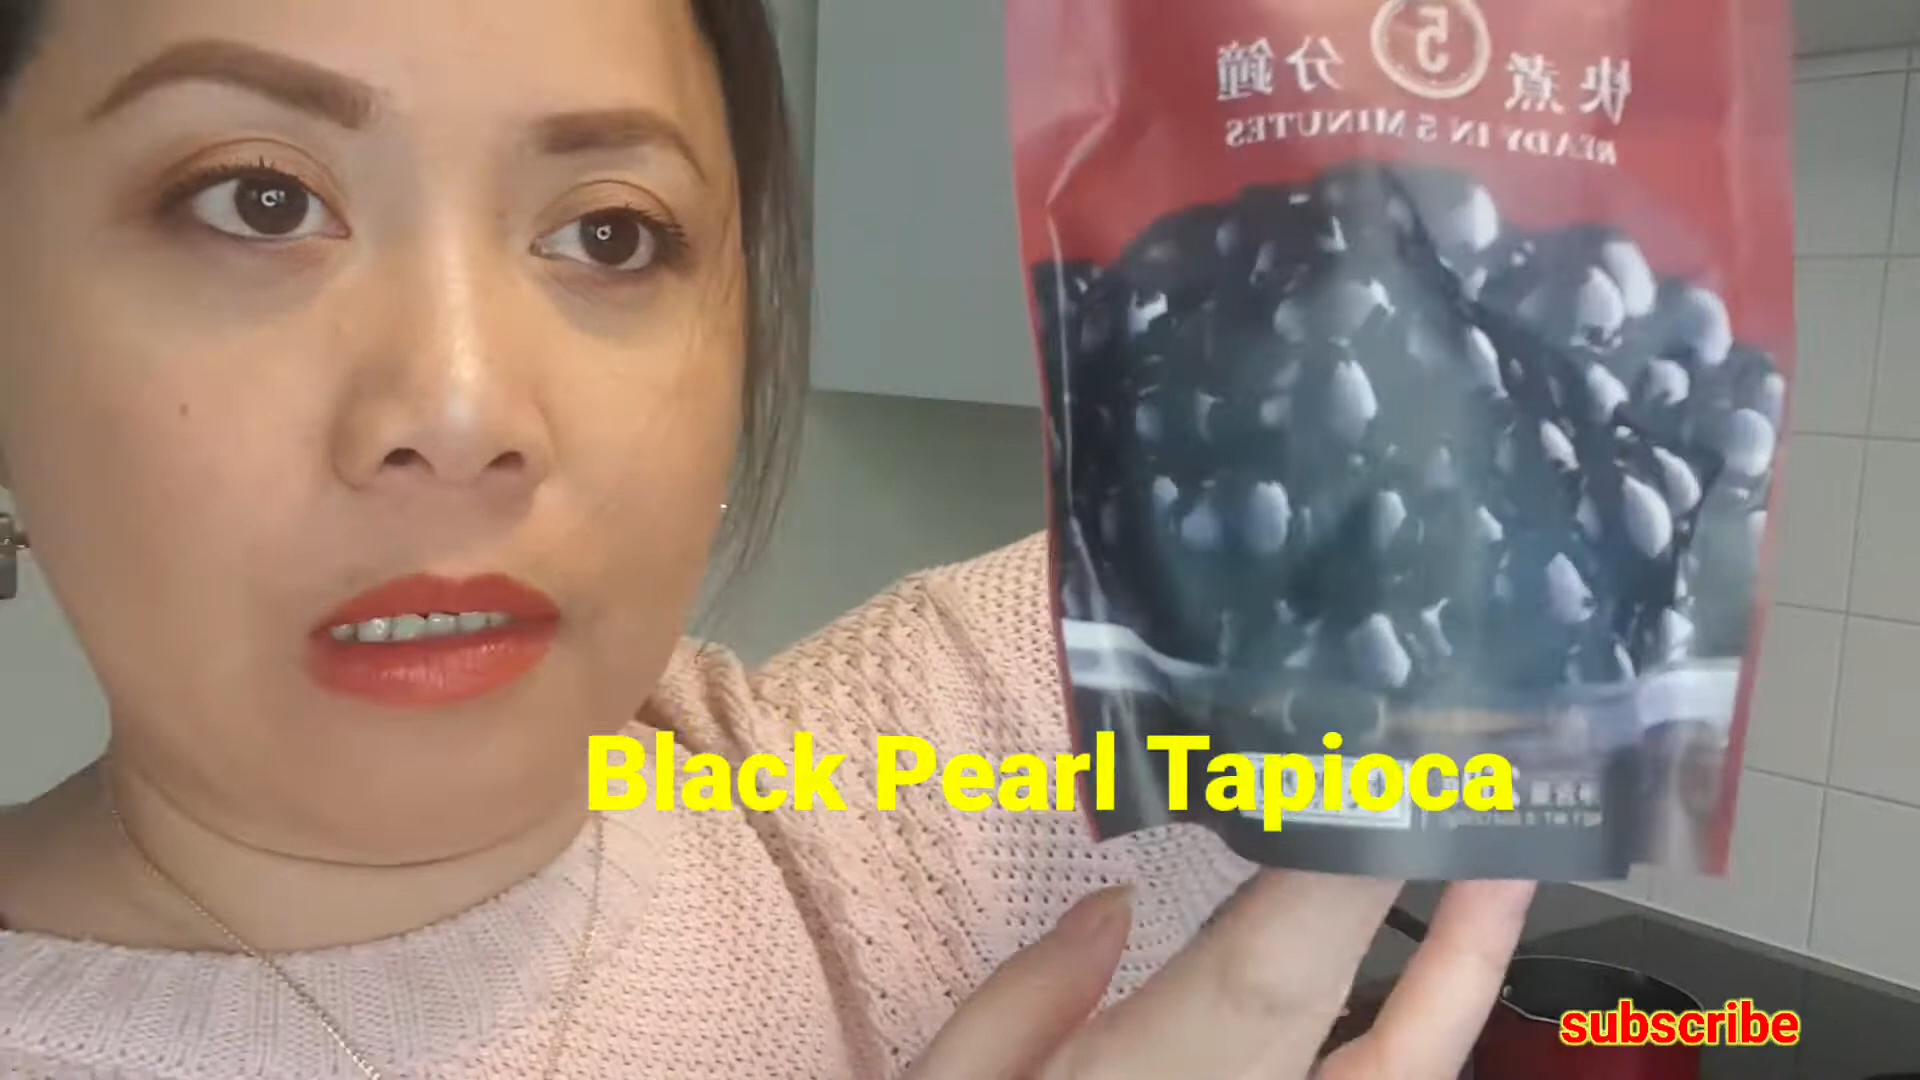 快煮 5 分鐘
READY IN 5 MINUTES
Black Pearl Tapioca
subscribe